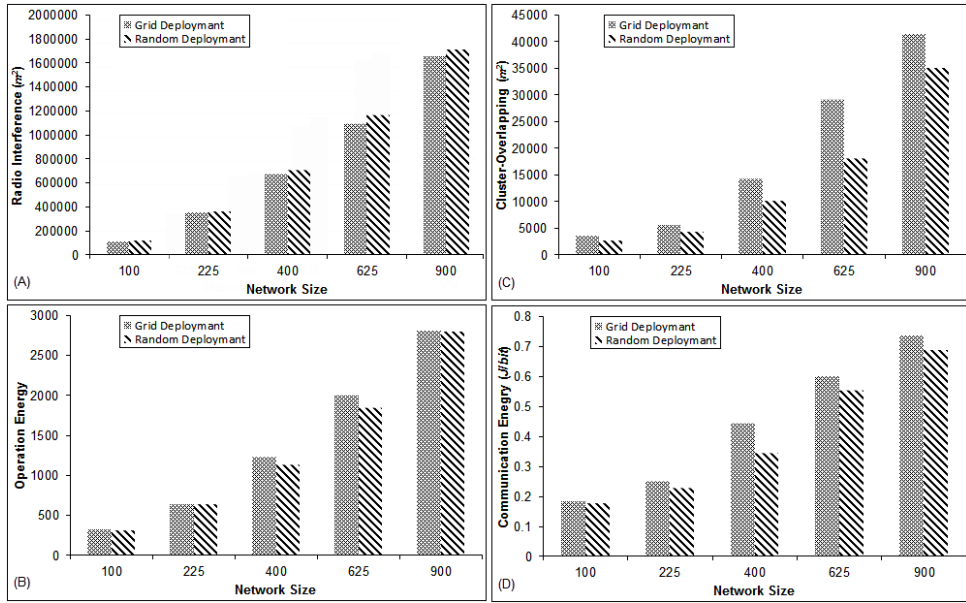 2000000
1800000
1600000
1400000
1200000
1000000
800000
600000
400000
200000
0
Radio Interference (m²)
Grid Deploymant
Random Deploymant
100 225 400 625 900
Network Size
(A)
45000
40000
35000
30000
25000
20000
15000
10000
5000
0
Cluster-Overlapping (m²)
Grid Deploymant
Random Deploymant
100 225 400 625 900
Network Size
(C)
3000
2500
2000
1500
1000
500
0
Operation Energy
Grid Deploymant
Random Deploymant
100 225 400 625 900
Network Size
(B)
0.8
0.7
0.6
0.5
0.4
0.3
0.2
0.1
0
Communication Enegry (J/bit)
Grid Deploymant
Random Deploymant
100 225 400 625 900
Network Size
(D)